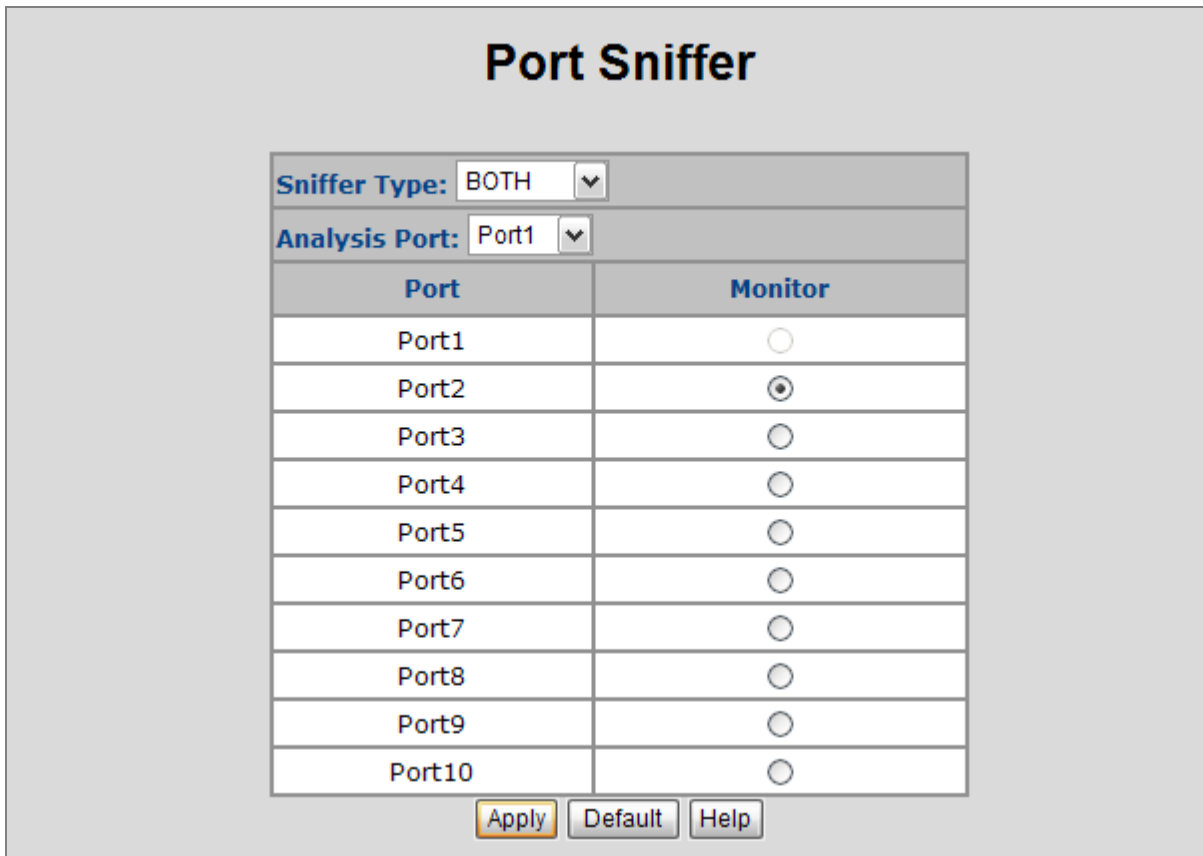 Port Sniffer
Sniffer Type: BOTH
Analysis Port: Port1
Port Monitor
Port1
Port2
Port3
Port4
Port5
Port6
Port7
Port8
Port9
Port10
Apply Default Help